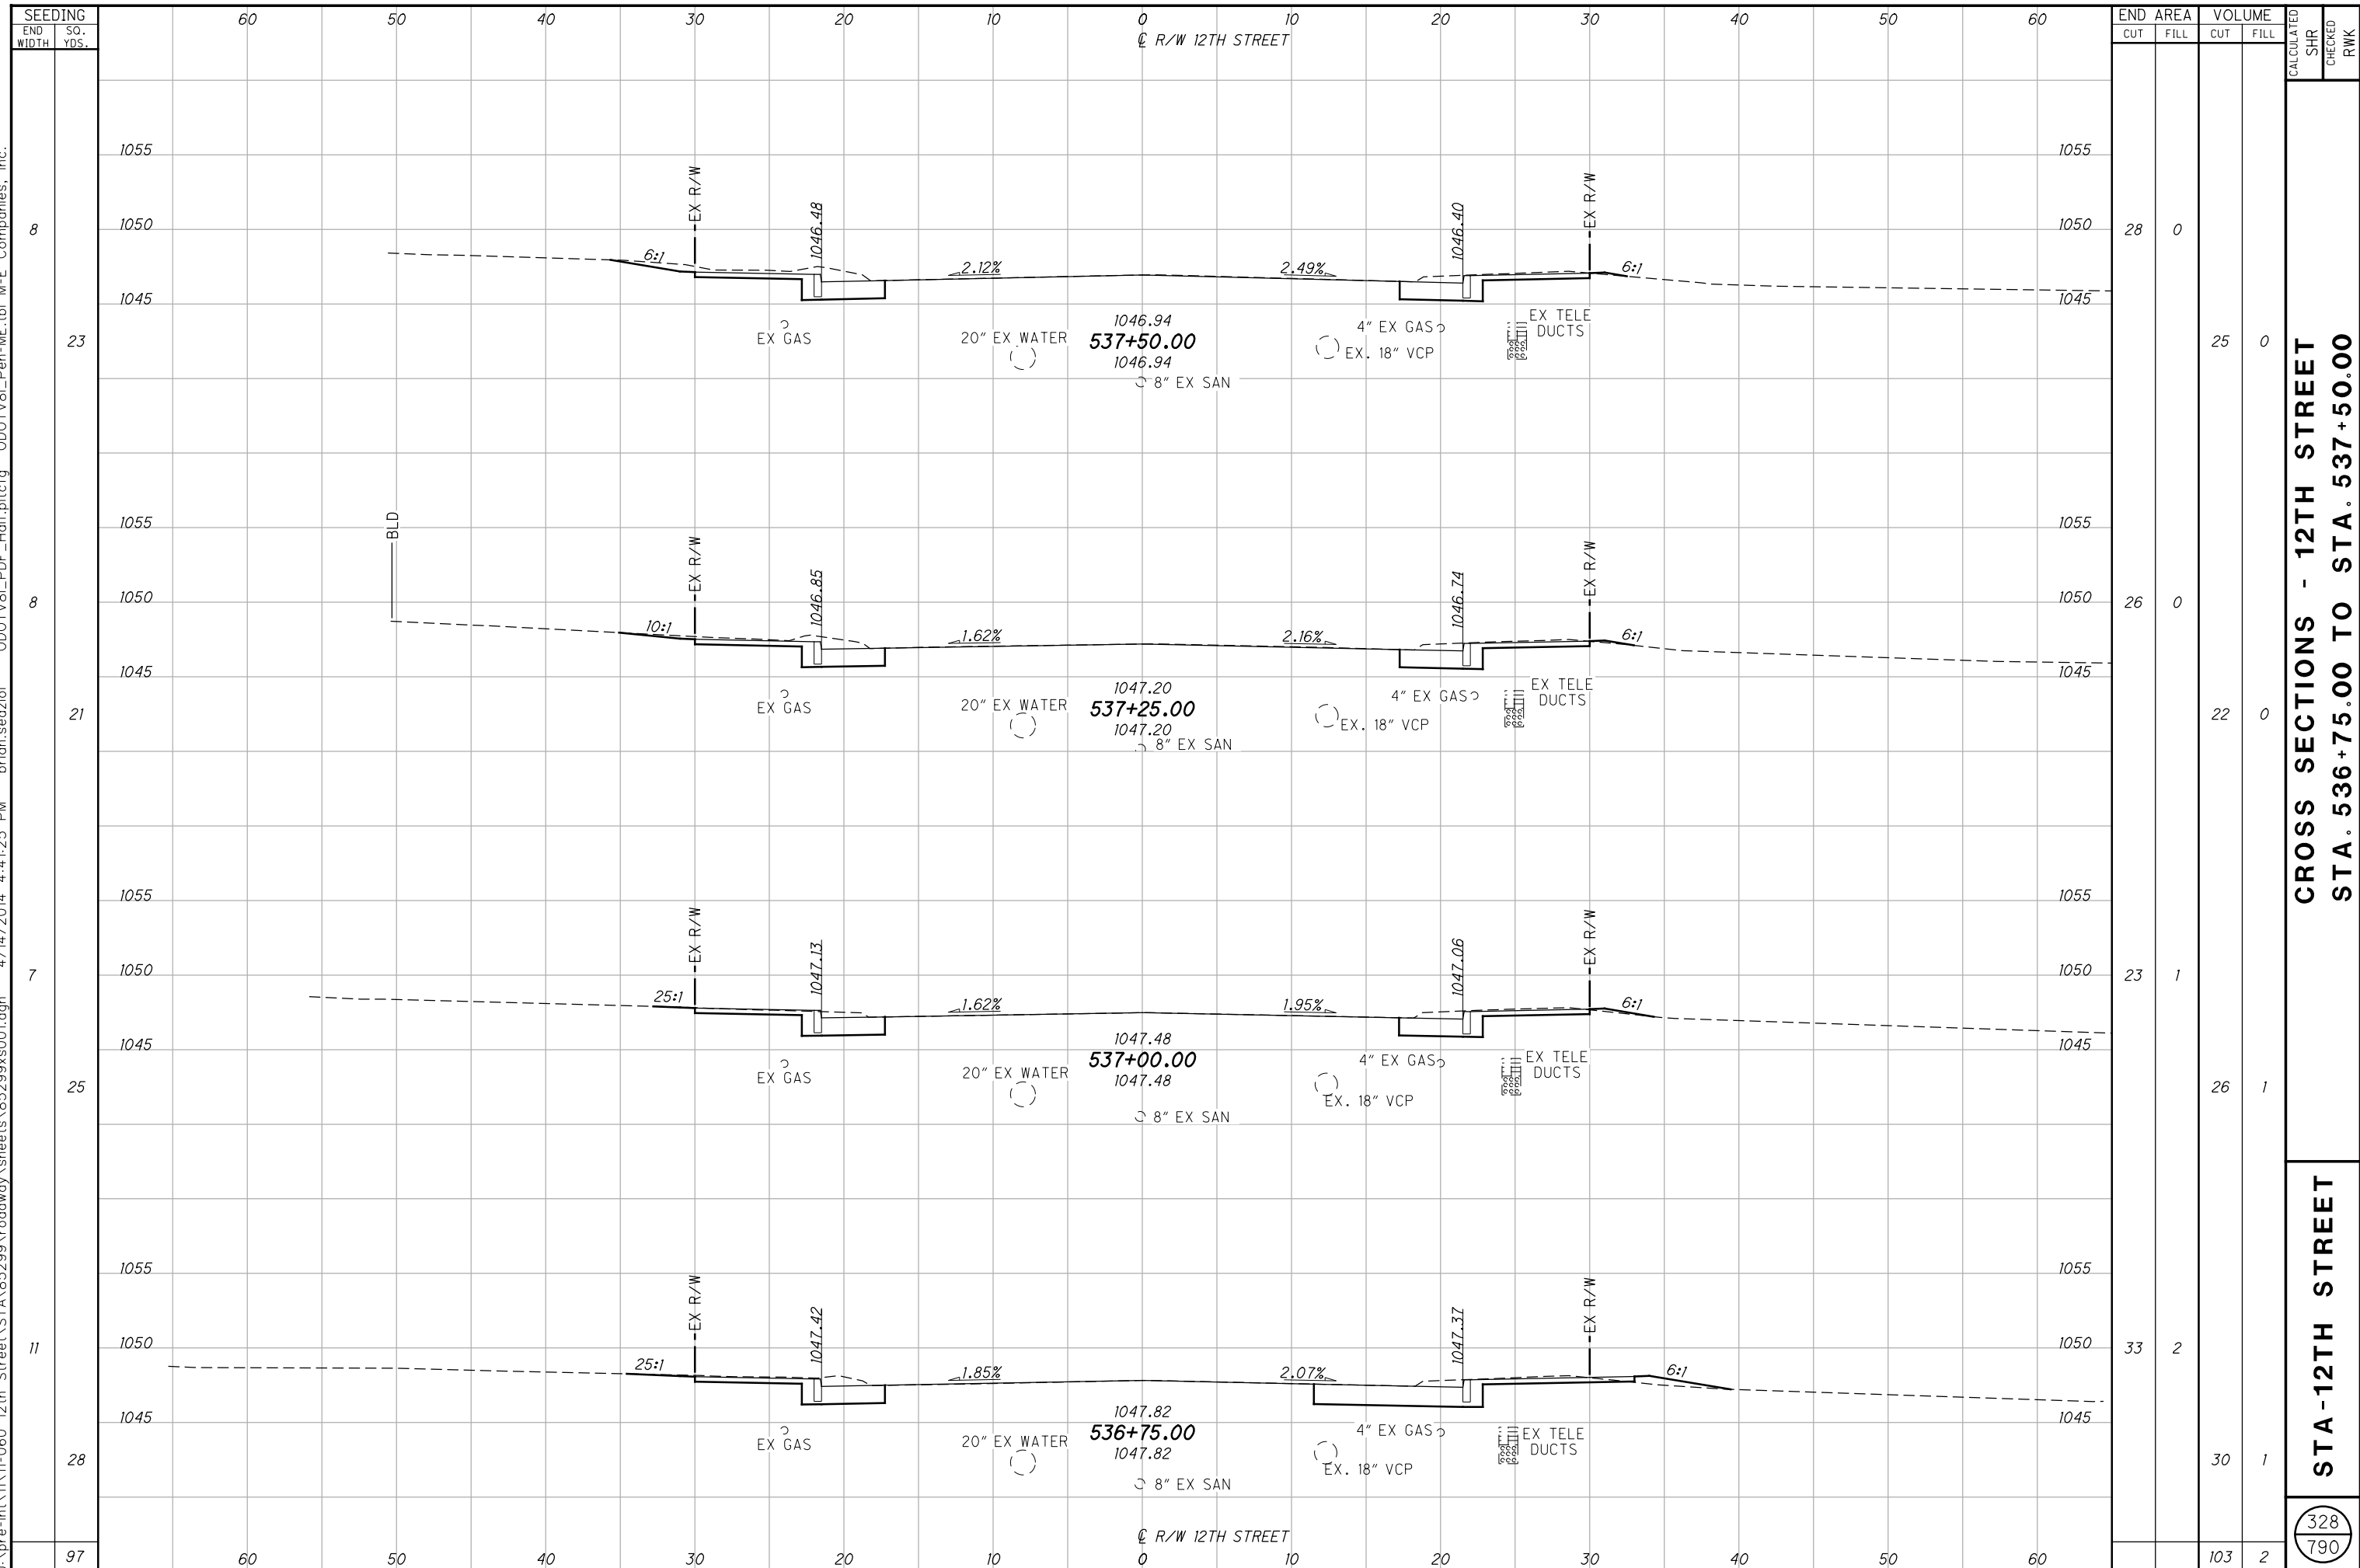 SEEDING
END WIDTH
SQ. YDS.
60 50 40 30 20 10 0 10 20 30 40 50 60
℄ R/W 12TH STREET
END AREA
VOLUME
CUT FILL CUT FILL
CALCULATED
SHR
CHECKED
RWK
1055 1055
EX R/W
1046.48
1046.40
EX R/W
8
1050 1050
28 0
6:1
2.12%
2.49%
6:1
1045 1045
EX GAS
20" EX WATER
1046.94
537+50.00
1046.94
8" EX SAN
4" EX GAS
EX. 18" VCP
EX TELE
DUCTS
23
25 0
1055 1055
BLD
EX R/W
1046.85
1046.74
EX R/W
8
1050 1050
26 0
10:1
1.62%
2.16%
6:1
1045 1045
EX GAS
20" EX WATER
1047.20
537+25.00
1047.20
8" EX SAN
4" EX GAS
EX. 18" VCP
EX TELE
DUCTS
21
22 0
1055 1055
EX R/W
1047.13
1047.06
EX R/W
7
1050 1050
23 1
25:1
1.62%
1.95%
6:1
1045 1045
EX GAS
20" EX WATER
1047.48
537+00.00
1047.48
8" EX SAN
4" EX GAS
EX. 18" VCP
EX TELE
DUCTS
25
26 1
1055 1055
EX R/W
1047.42
1047.37
EX R/W
11
1050 1050
33 2
25:1
1.85%
2.07%
6:1
1045 1045
EX GAS
20" EX WATER
1047.82
536+75.00
1047.82
8" EX SAN
4" EX GAS
EX. 18" VCP
EX TELE
DUCTS
28
30 1
℄ R/W 12TH STREET
97
60 50 40 30 20 10 0 10 20 30 40 50 60
103 2
CROSS SECTIONS - 12TH STREET
STA. 536+75.00 TO STA. 537+50.00
STA-12TH STREET
328
790
4/14/2014 4:41:25 PM